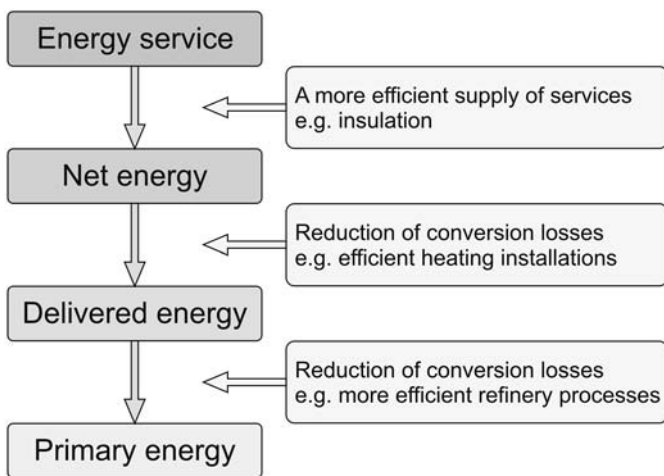 Energy service
A more efficient supply of services
e.g. insulation
Net energy
Reduction of conversion losses
e.g. efficient heating installations
Delivered energy
Reduction of conversion losses
e.g. more efficient refinery processes
Primary energy